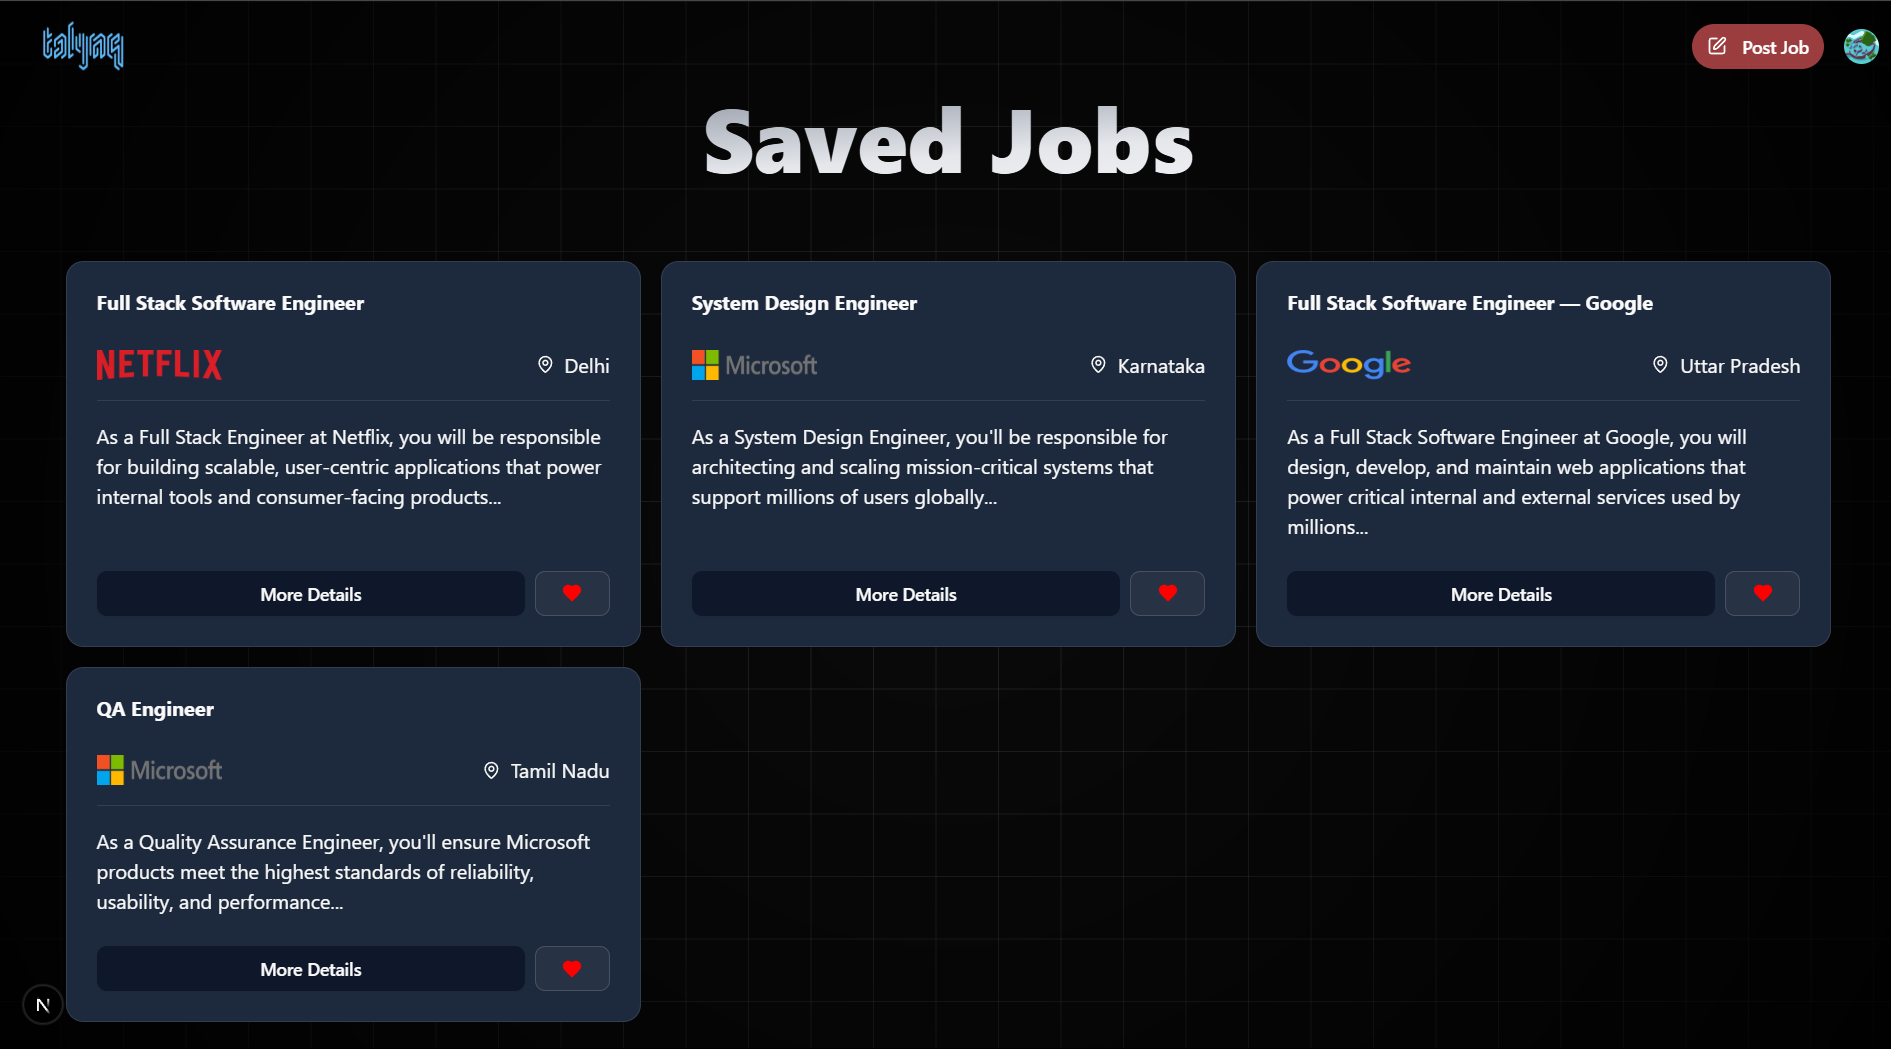 talyaq
Post Job
Saved Jobs
Full Stack Software Engineer
NETFLIX
Delhi
As a Full Stack Engineer at Netflix, you will be responsible
for building scalable, user-centric applications that power
internal tools and consumer-facing products...
More Details
System Design Engineer
Microsoft
Karnataka
As a System Design Engineer, you'll be responsible for
architecting and scaling mission-critical systems that
support millions of users globally...
More Details
Full Stack Software Engineer — Google
Google
Uttar Pradesh
As a Full Stack Software Engineer at Google, you will
design, develop, and maintain web applications that
power critical internal and external services used by
millions...
More Details
QA Engineer
Microsoft
Tamil Nadu
As a Quality Assurance Engineer, you'll ensure Microsoft
products meet the highest standards of reliability,
usability, and performance...
More Details
N